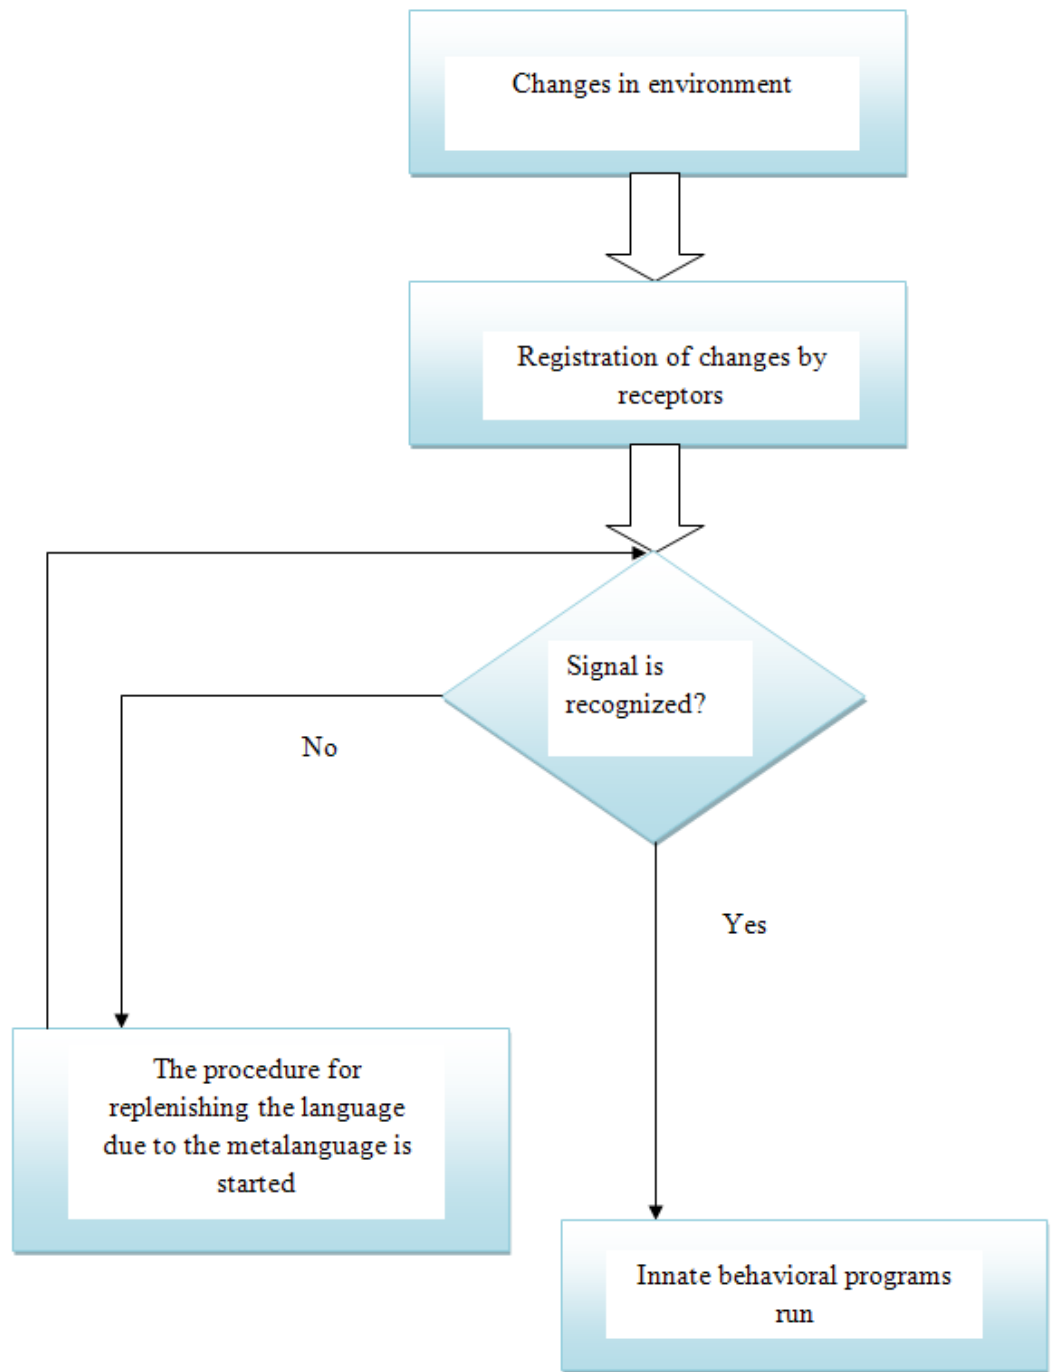 Changes in environment
Registration of changes by
receptors
Signal is
recognized?
No
Yes
The procedure for
replenishing the language
due to the metalanguage is
started
Innate behavioral programs
run